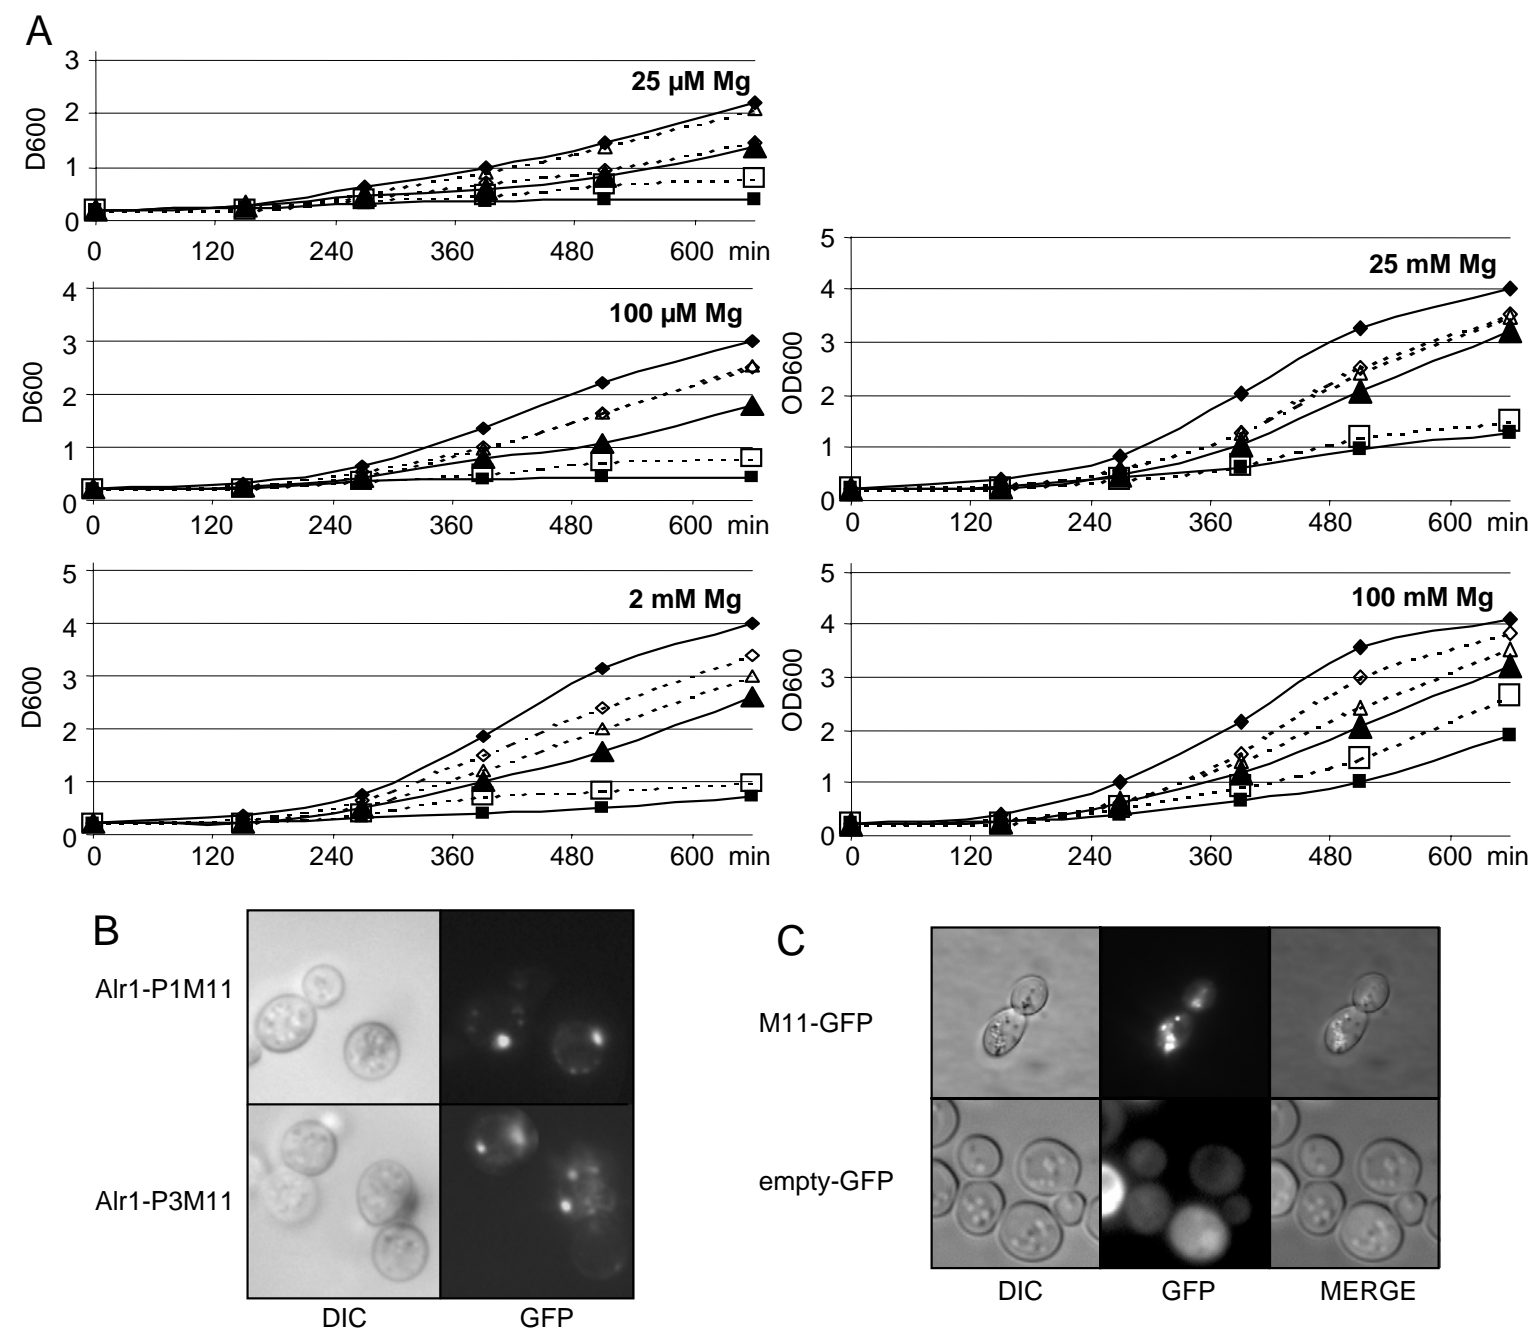 A
25 µM Mg
D600
3
2
1
0
0 120 240 360 480 600 min
100 µM Mg
D600
4
3
2
1
0
0 120 240 360 480 600 min
25 mM Mg
OD600
5
4
3
2
1
0
0 120 240 360 480 600 min
2 mM Mg
D600
5
4
3
2
1
0
0 120 240 360 480 600 min
100 mM Mg
OD600
5
4
3
2
1
0
0 120 240 360 480 600 min
B
Alr1-P1M11
Alr1-P3M11
DIC GFP
C
M11-GFP
empty-GFP
DIC GFP MERGE